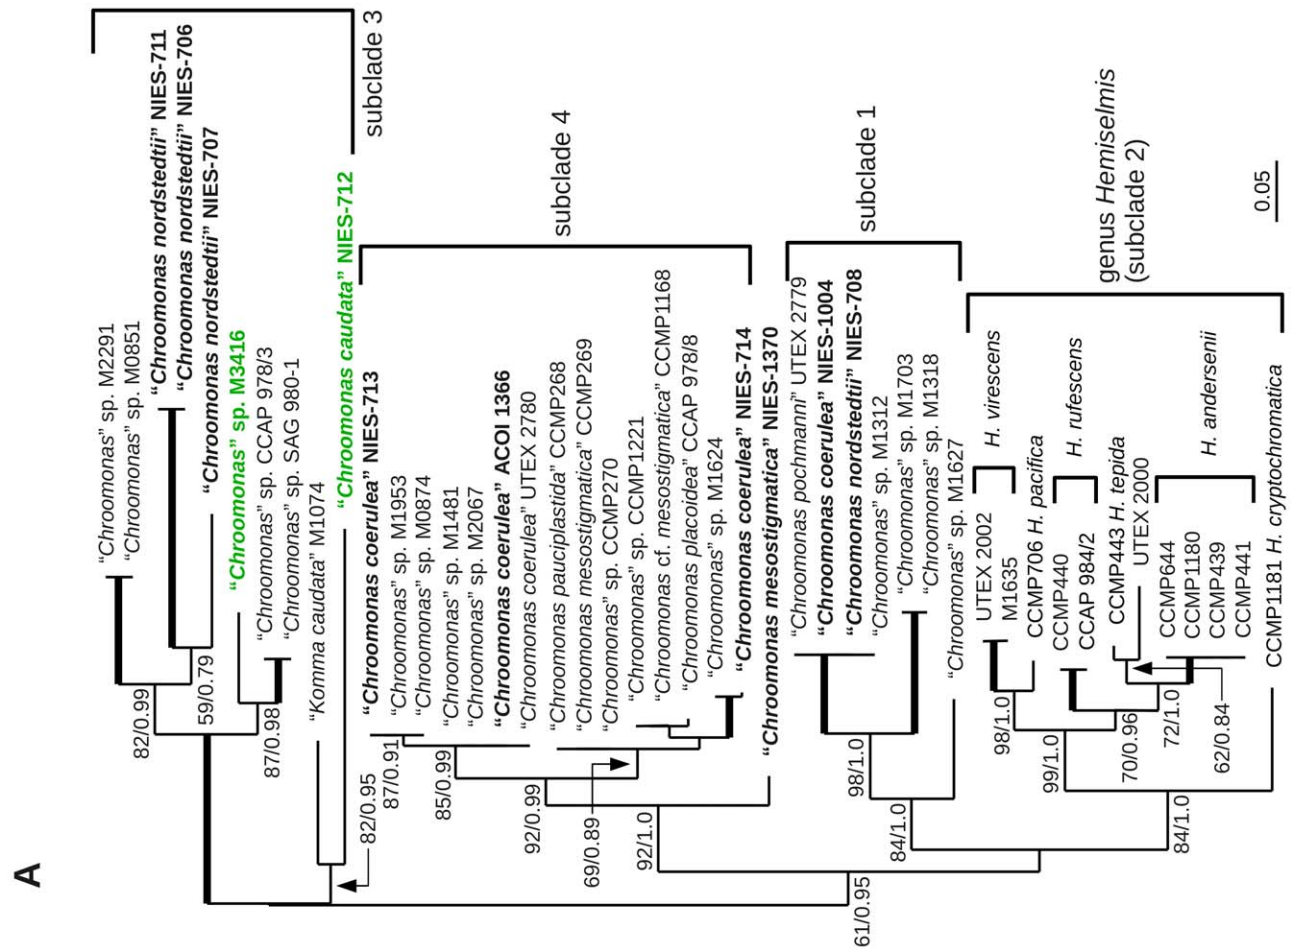 A
“Chroomonas” sp. M2291
“Chroomonas” sp. M0851
“Chroomonas nordstedtii” NIES-711
“Chroomonas nordstedtii” NIES-706
“Chroomonas nordstedtii” NIES-707
“Chroomonas” sp. M3416
“Chroomonas” sp. CCAP 978/3
“Chroomonas” sp. SAG 980-1
“Komma caudata” M1074
“Chroomonas caudata” NIES-712
subclade 3
“Chroomonas coerulea” NIES-713
“Chroomonas” sp. M1953
“Chroomonas” sp. M0874
“Chroomonas” sp. M1481
“Chroomonas” sp. M2067
“Chroomonas coerulea” ACOI 1366
“Chroomonas coerulea” UTEX 2780
“Chroomonas pauciplastida” CCMP268
“Chroomonas mesostigmatica” CCMP269
“Chroomonas” sp. CCMP270
“Chroomonas” sp. CCMP1221
“Chroomonas cf. mesostigmatica” CCMP1168
“Chroomonas placoidea” CCAP 978/8
“Chroomonas” sp. M1624
“Chroomonas coerulea” NIES-714
“Chroomonas mesostigmatica” NIES-1370
subclade 4
“Chroomonas pochmanni” UTEX 2779
“Chroomonas coerulea” NIES-1004
“Chroomonas nordstedtii” NIES-708
“Chroomonas” sp. M1312
“Chroomonas” sp. M1703
“Chroomonas” sp. M1318
“Chroomonas” sp. M1627
subclade 1
UTEX 2002
M1635
H. virescens
CCMP706 H. pacifica
CCMP440
CCAP 984/2
H. rufescens
CCMP443 H. tepida
UTEX 2000
CCMP644
CCMP1180
CCMP439
CCMP441
H. andersenii
CCMP1181 H. cryptochromatica
genus Hemiselmis
(subclade 2)
0.05
82/0.99
59/0.79
87/0.98
82/0.95
87/0.91
85/0.99
92/0.99
69/0.89
92/1.0
61/0.95
98/1.0
84/1.0
98/1.0
99/1.0
70/0.96
72/1.0
62/0.84
84/1.0